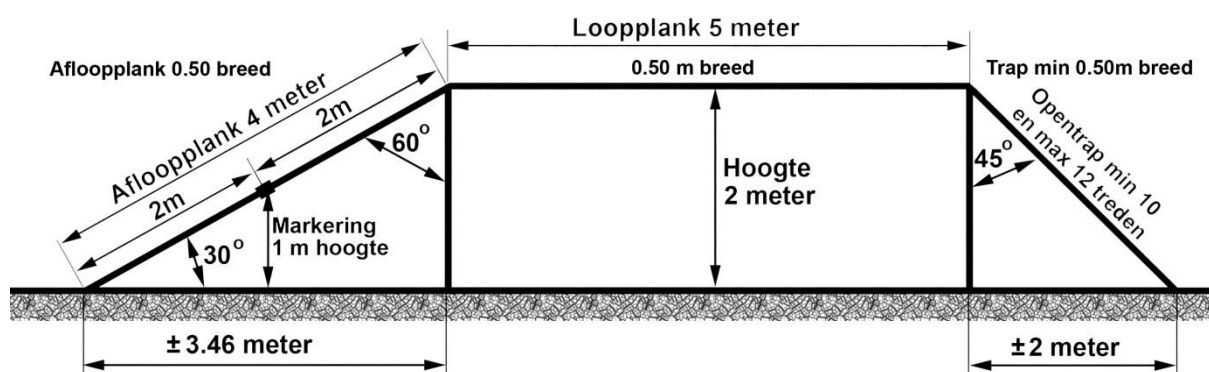 Loopplank 5 meter
Afloopplank 0.50 breed
0.50 m breed
Trap min 0.50m breed
Afloopplank 4 meter
2m
2m
60°
30°
Markering
1 m hoogte
Hoogte
2 meter
45°
Opentrap min 10
en max 12 treden
±3.46 meter
±2 meter